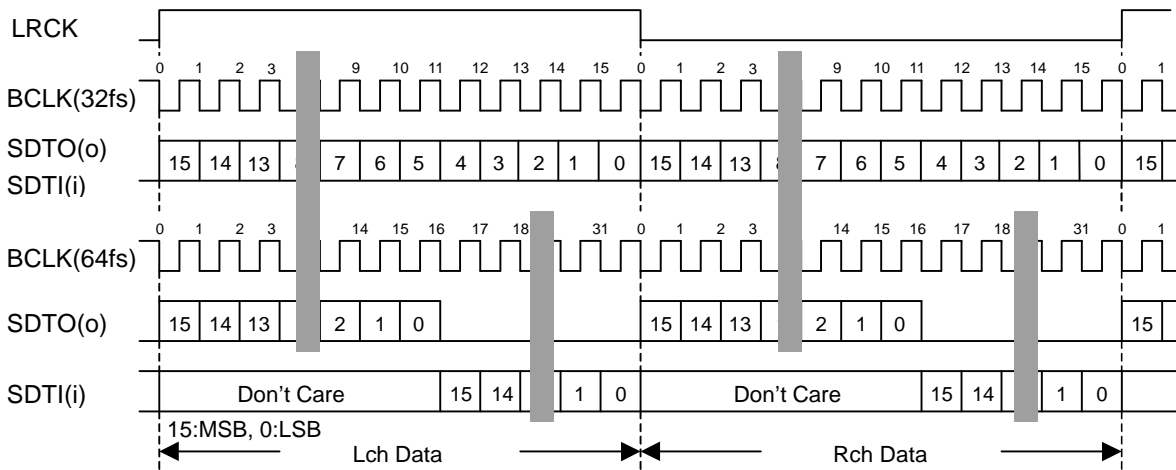 LRCK
0 1 2 3 9 10 11 12 13 14 15 0 1 2 3 9 10 11 12 13 14 15 0 1
BCLK(32fs)
SDTO(o) 15 14 13 7 6 5 4 3 2 1 0 15 14 13 8 7 6 5 4 3 2 1 0 15
SDTI(i)
0 1 2 3 14 15 16 17 18 31 0 1 2 3 14 15 16 17 18 31 0 1
BCLK(64fs)
SDTO(o) 15 14 13 2 1 0 15 14 13 2 1 0 15
SDTI(i) Don't Care 15 14 1 0 Don't Care 15 14 1 0
15:MSB, 0:LSB
Lch Data Rch Data